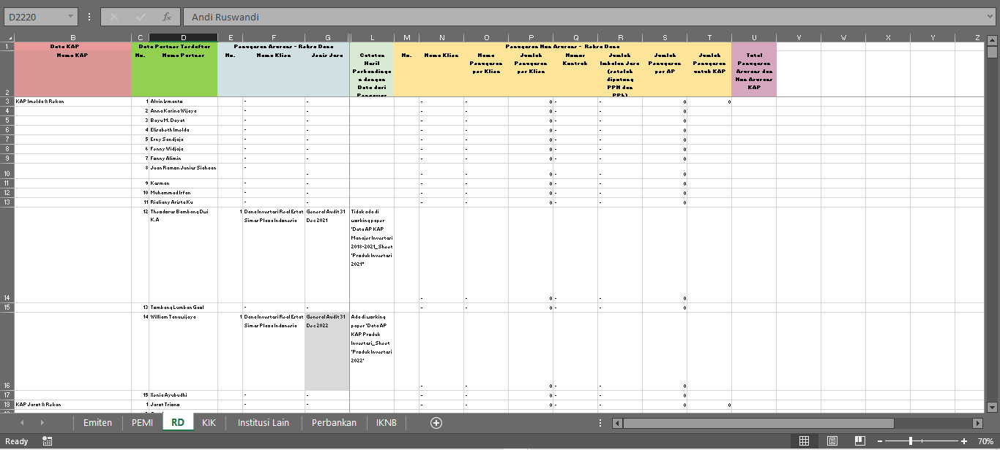 D2220 fx Andi Ruswandi
B C D E F G L M N O P Q R S T U V W X Y Z
1 Data KAP Data Partner Terdaftar Penugasan Asurans - Reksa Dana Penugasan Non Asurans - Reksa Dana
Nama KAP No. Nama Partner No. Nama Klien Jenis Jasa Catatan Hasil Perbandingan dengan Data dari No. Nama Klien Nama Penugasan per Klien Jumlah Penugasan per Klien Nomor Kontrak Jumlah Imbalan Jasa (setelah dipotong PPN dan PPh) Jumlah Penugasan per AP Jumlah Penugasan untuk KAP Total Penugasan Asurans dan Non Asurans KAP
2
3 KAP Imelda & Rekan 1 Alvin Ismanto - - - - 0 - - 0 0
4 2 Anna Karina Wijaya - - - - 0 - - 0
5 3 Bayu M. Dayat - - - - 0 - - 0
6 4 Elisabeth Imelda - - - - 0 - - 0
7 5 Erny Sandjaja - - - - 0 - - 0
8 6 Fenny Widjaja - - - - 0 - - 0
9 7 Fanny Alimin - - - - 0 - - 0
10 8 Juan Raman Junius Siahaan - - - - 0 - - 0
11 9 Karman - - - - 0 - - 0
12 10 Muhammad Irfan - - - - 0 - - 0
13 11 Rialiany Arista Ku - - - - 0 - - 0
12 Theodorus Bambang Dwi K.A 1 Dana Investasi Real Estat Simas Plaza Indonesia General Audit 31 Dec 2021 Tidak ada di working paper 'Data AP KAP Manajer Investasi 2018-2021_Sheet 'Produk Investasi 2021"
14 - - 0 - - 0
15 13 Tambang Lumban Gaol - - - - 0 - - 0
14 William Tanuwijaya 1 Dana Investasi Real Estat Simas Plaza Indonesia General Audit 31 Dec 2022 Ada di working paper 'Data AP KAP Produk Investasi_Sheet 'Produk Investasi 2022'
16 - - 0 - - 0
17 15 Xenia Ayubudhi - - - - 0 - - 0
18 KAP Jarat & Rekan 1 Jarat Triana - - - - 0 - - 0 0
Emiten PEMI RD KIK Institusi Lain Perbankan IKNB
Ready 70%